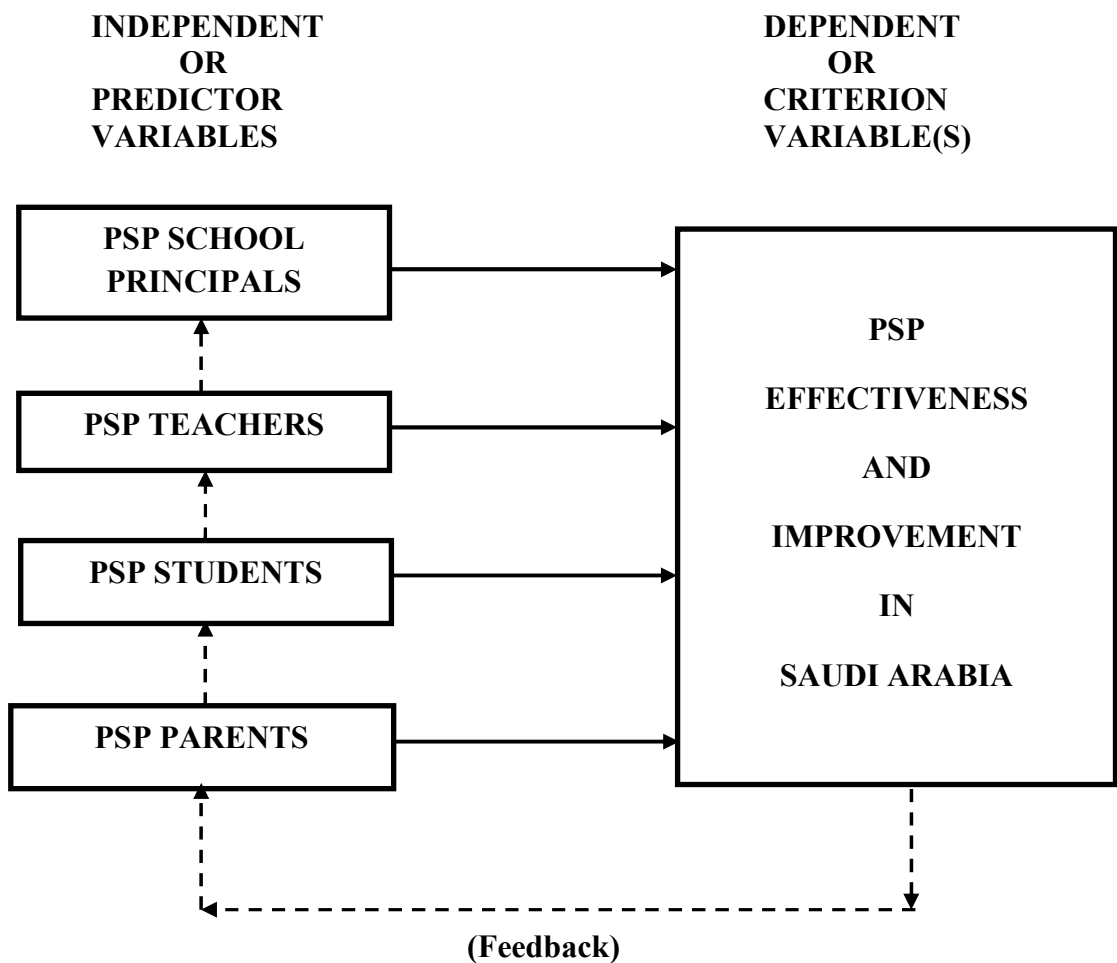 INDEPENDENT
OR
PREDICTOR
VARIABLES
DEPENDENT
OR
CRITERION
VARIABLE(S)
PSP SCHOOL
PRINCIPALS
PSP TEACHERS
PSP STUDENTS
PSP PARENTS
PSP
EFFECTIVENESS
AND
IMPROVEMENT
IN
SAUDI ARABIA
(Feedback)